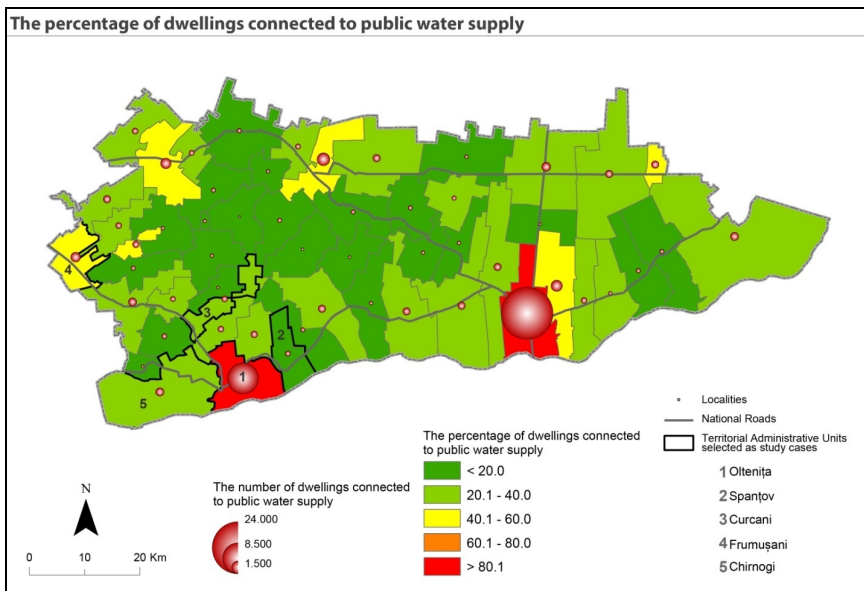 The percentage of dwellings connected to public water supply
4
3
2
1
5
N
0 10 20 Km
The number of dwellings connected
to public water supply
24.000
8.500
1.500
The percentage of dwellings connected
to public water supply
< 20.0
20.1 - 40.0
40.1 - 60.0
60.1 - 80.0
> 80.1
Localities
National Roads
Territorial Administrative Units
selected as study cases
1 Oltenița
2 Spanțov
3 Curcani
4 Frumușani
5 Chirnogi